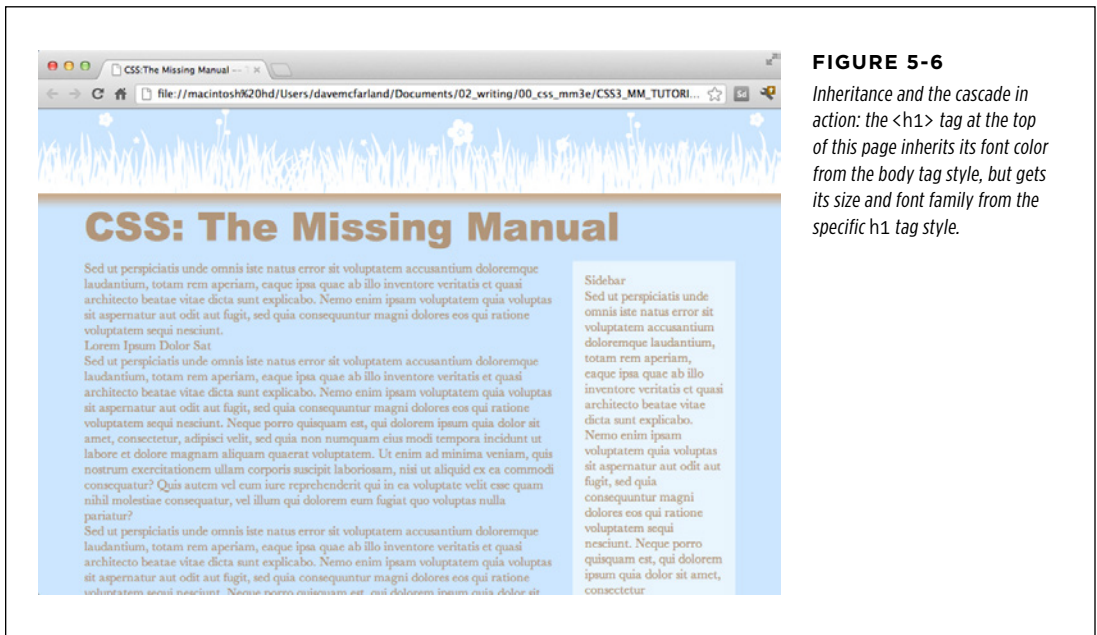 CSS:The Missing Manual --
file://macintosh%20hd/Users/davemcfarland/Documents/02_writing/00_css_mm3e/CSS3_MM_TUTORI...
Sd
CSS: The Missing Manual
Sed ut perspiciatis unde omnis iste natus error sit voluptatem accusantium doloremque
laudantium, totam rem aperiam, eaque ipsa quae ab illo inventore veritatis et quasi
architecto beatae vitae dicta sunt explicabo. Nemo enim ipsam voluptatem quia voluptas
sit aspernatur aut odit aut fugit, sed quia consequuntur magni dolores eos qui ratione
voluptatem sequi nesciunt.
Lorem Ipsum Dolor Sat
Sed ut perspiciatis unde omnis iste natus error sit voluptatem accusantium doloremque
laudantium, totam rem aperiam, eaque ipsa quae ab illo inventore veritatis et quasi
architecto beatae vitae dicta sunt explicabo. Nemo enim ipsam voluptatem quia voluptas
sit aspernatur aut odit aut fugit, sed quia consequuntur magni dolores eos qui ratione
voluptatem sequi nesciunt. Neque porro quisquam est, qui dolorem ipsum quia dolor sit
amet, consectetur, adipisci velit, sed quia non numquam eius modi tempora incidunt ut
labore et dolore magnam aliquam quaerat voluptatem. Ut enim ad minima veniam, quis
nostrum exercitationem ullam corporis suscipit laboriosam, nisi ut aliquid ex ea commodi
consequatur? Quis autem vel eum iure reprehenderit qui in ea voluptate velit esse quam
nihil molestiae consequatur, vel illum qui dolorem eum fugiat quo voluptas nulla
pariatur?
Sed ut perspiciatis unde omnis iste natus error sit voluptatem accusantium doloremque
laudantium, totam rem aperiam, eaque ipsa quae ab illo inventore veritatis et quasi
architecto beatae vitae dicta sunt explicabo. Nemo enim ipsam voluptatem quia voluptas
sit aspernatur aut odit aut fugit, sed quia consequuntur magni dolores eos qui ratione
voluptatem sequi nesciunt. Neque porro quisquam est, qui dolorem ipsum quia dolor sit
Sidebar
Sed ut perspiciatis unde
omnis iste natus error sit
voluptatem accusantium
doloremque laudantium,
totam rem aperiam,
eaque ipsa quae ab illo
inventore veritatis et quasi
architecto beatae vitae
dicta sunt explicabo.
Nemo enim ipsam
voluptatem quia voluptas
sit aspernatur aut odit aut
fugit, sed quia
consequuntur magni
dolores eos qui ratione
voluptatem sequi
nesciunt. Neque porro
quisquam est, qui dolorem
ipsum quia dolor sit amet,
consectetur
FIGURE 5-6
Inheritance and the cascade in
action: the <h1> tag at the top
of this page inherits its font color
from the body tag style, but gets
its size and font family from the
specific h1 tag style.